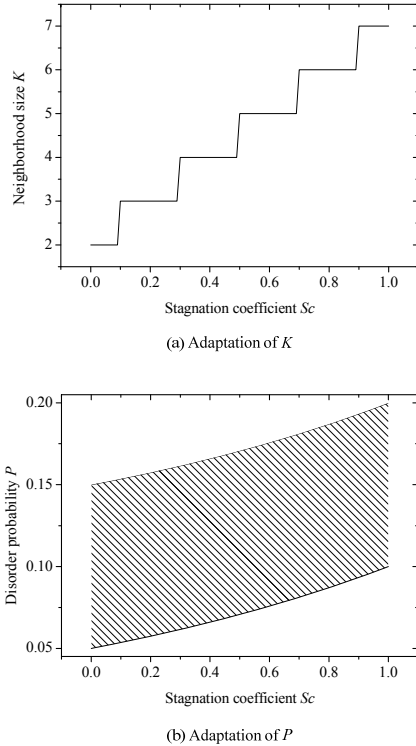 7
6
5
4
3
2
Neighborhood size K
0.0 0.2 0.4 0.6 0.8 1.0
Stagnation coefficient Sc
(a) Adaptation of K
0.20
0.15
0.10
0.05
Disorder probability P
0.0 0.2 0.4 0.6 0.8 1.0
Stagnation coefficient Sc
(b) Adaptation of P